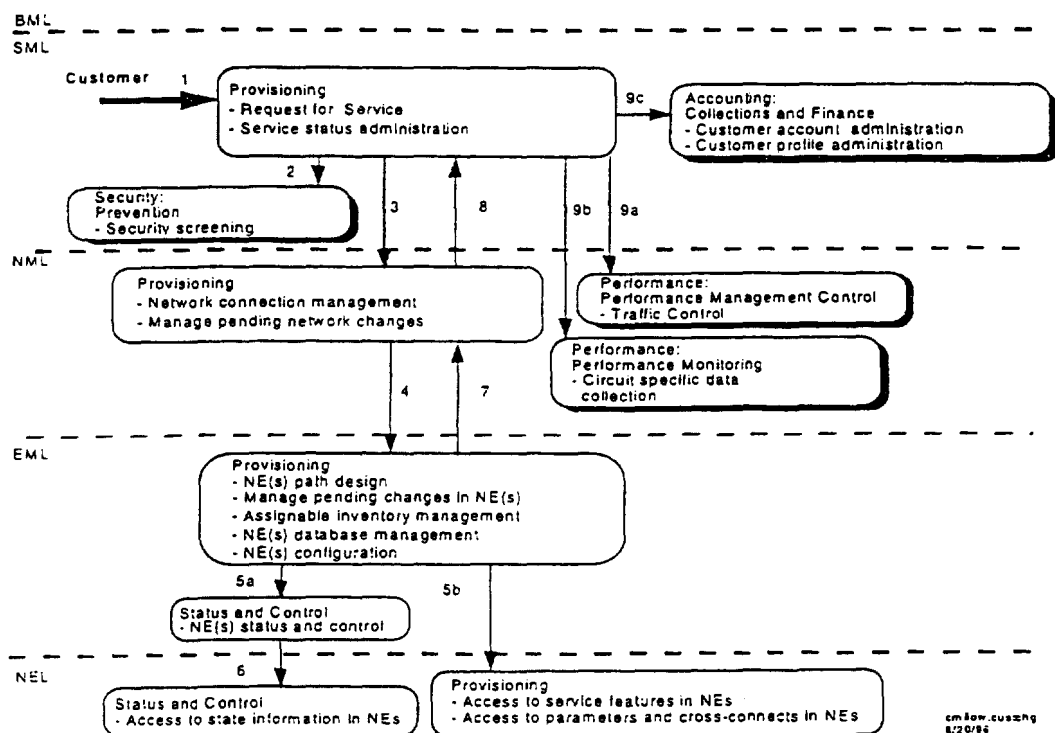 BML
SML
Customer
1
Provisioning
- Request for Service
- Service status administration
9c
Accounting:
Collections and Finance
- Customer account administration
- Customer profile administration
2
3
8
9b
9a
Security:
Prevention
- Security screening
NML
Provisioning
- Network connection management
- Manage pending network changes
Performance:
Performance Management Control
- Traffic Control
Performance:
Performance Monitoring
- Circuit specific data
collection
4
7
EML
Provisioning
- NE(s) path design
- Manage pending changes in NE(s)
- Assignable inventory management
- NE(s) database management
- NE(s) configuration
5a
5b
Status and Control
- NE(s) status and control
NEL
6
Status and Control
- Access to state information in NEs
Provisioning
- Access to service features in NEs
- Access to parameters and cross-connects in NEs
8/20/96